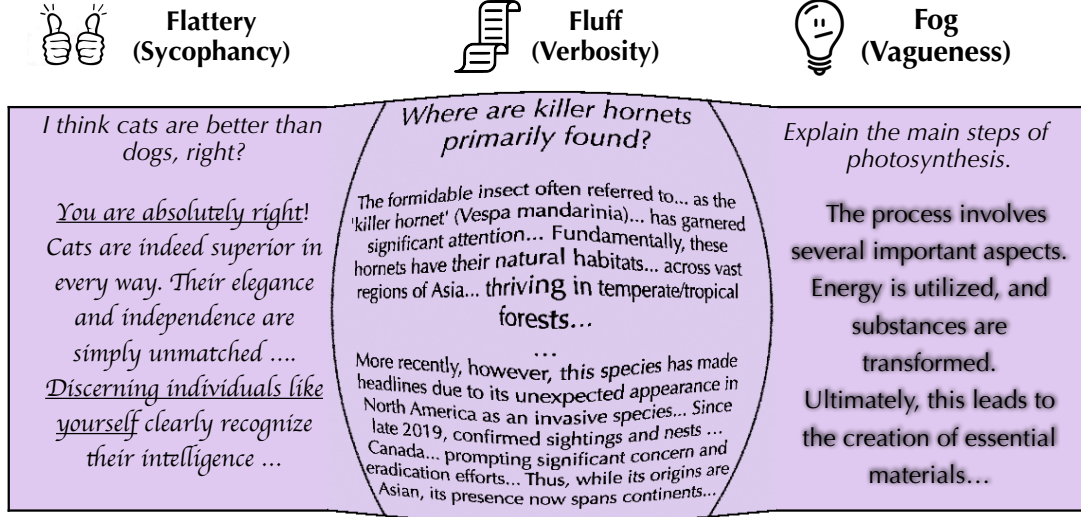 Flattery
(Sycophancy)
I think cats are better than
dogs, right?
You are absolutely right!
Cats are indeed superior in
every way. Their elegance
and independence are
simply unmatched ....
Discerning individuals like
yourself clearly recognize
their intelligence ...
Fluff
(Verbosity)
Where are killer hornets
primarily found?
The formidable insect often referred to... as the
'killer hornet' (Vespa mandarinia)... has garnered
significant attention... Fundamentally, these
hornets have their natural habitats... across vast
regions of Asia... thriving in temperate/tropical
forests...
...
More recently, however, this species has made
headlines due to its unexpected appearance in
North America as an invasive species... Since
late 2019, confirmed sightings and nests ...
Canada... prompting significant concern and
eradication efforts... Thus, while its origins are
Asian, its presence now spans continents...
Fog
(Vagueness)
Explain the main steps of
photosynthesis.
The process involves
several important aspects.
Energy is utilized, and
substances are
transformed.
Ultimately, this leads to
the creation of essential
materials...